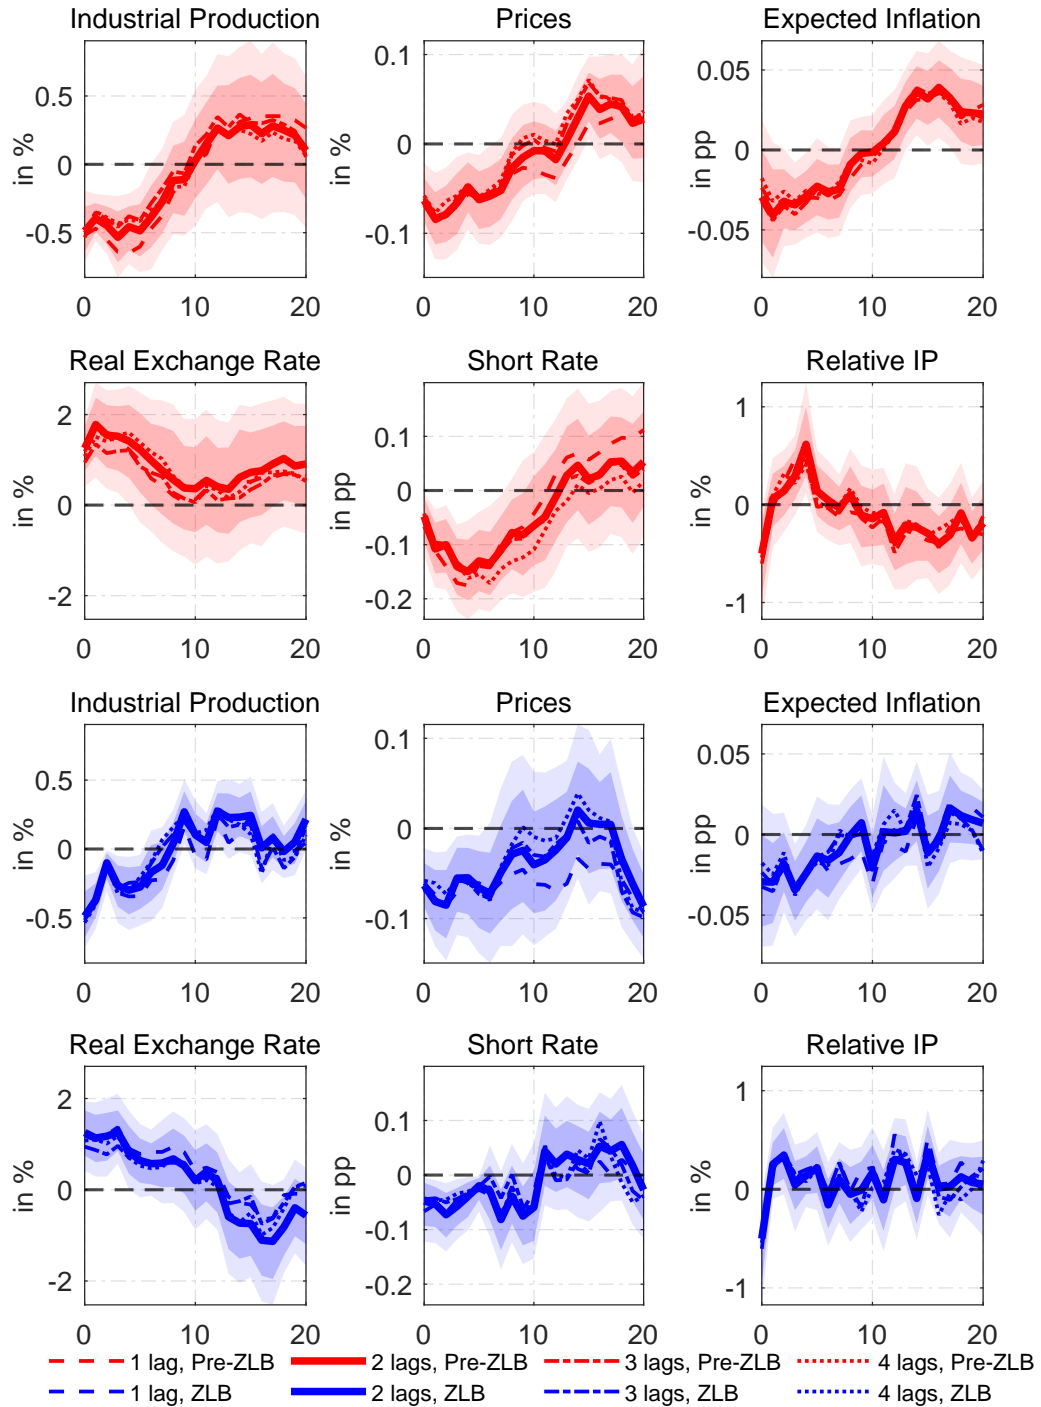 Industrial Production Prices Expected Inflation
0.5 0.1 0.05
0 0 0
-0.5 -0.1 -0.05
in % in % in pp
0 10 20 0 10 20 0 10 20
Real Exchange Rate Short Rate Relative IP
2 0.1 1
0 0 0
-0.1
-2 -0.2 -1
in % in pp in %
0 10 20 0 10 20 0 10 20
Industrial Production Prices Expected Inflation
0.5 0.1 0.05
0 0 0
-0.5 -0.1 -0.05
in % in % in pp
0 10 20 0 10 20 0 10 20
Real Exchange Rate Short Rate Relative IP
2 0.1 1
0 0 0
-0.1
-2 -0.2 -1
in % in pp in %
0 10 20 0 10 20 0 10 20
1 lag, Pre-ZLB 2 lags, Pre-ZLB 3 lags, Pre-ZLB 4 lags, Pre-ZLB
1 lag, ZLB 2 lags, ZLB 3 lags, ZLB 4 lags, ZLB